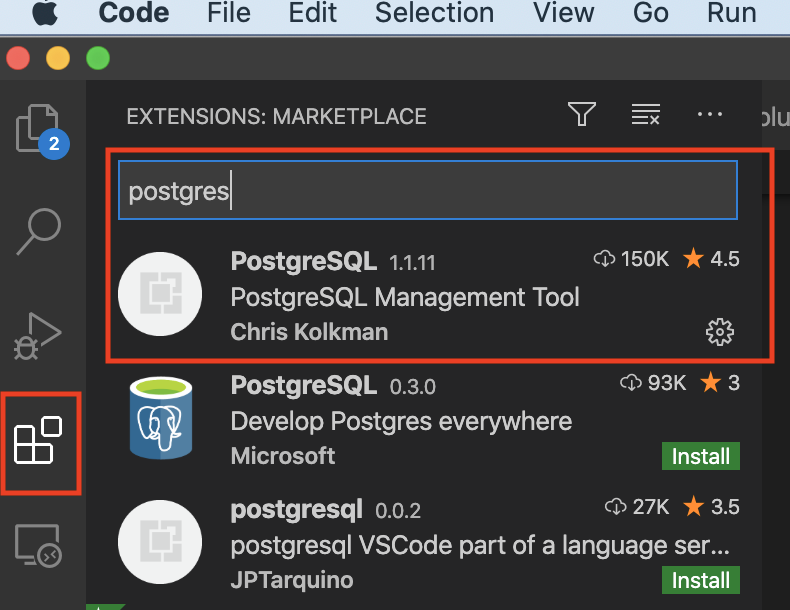 Code File Edit Selection View Go Run
EXTENSIONS: MARKETPLACE
2
postgres
PostgreSQL 1.1.11 150K 4.5
PostgreSQL Management Tool
Chris Kolkman
PostgreSQL 0.3.0 93K 3
Develop Postgres everywhere
Microsoft Install
postgresql 0.0.2 27K 3.5
postgresql VSCode part of a language ser...
JPTarquino Install